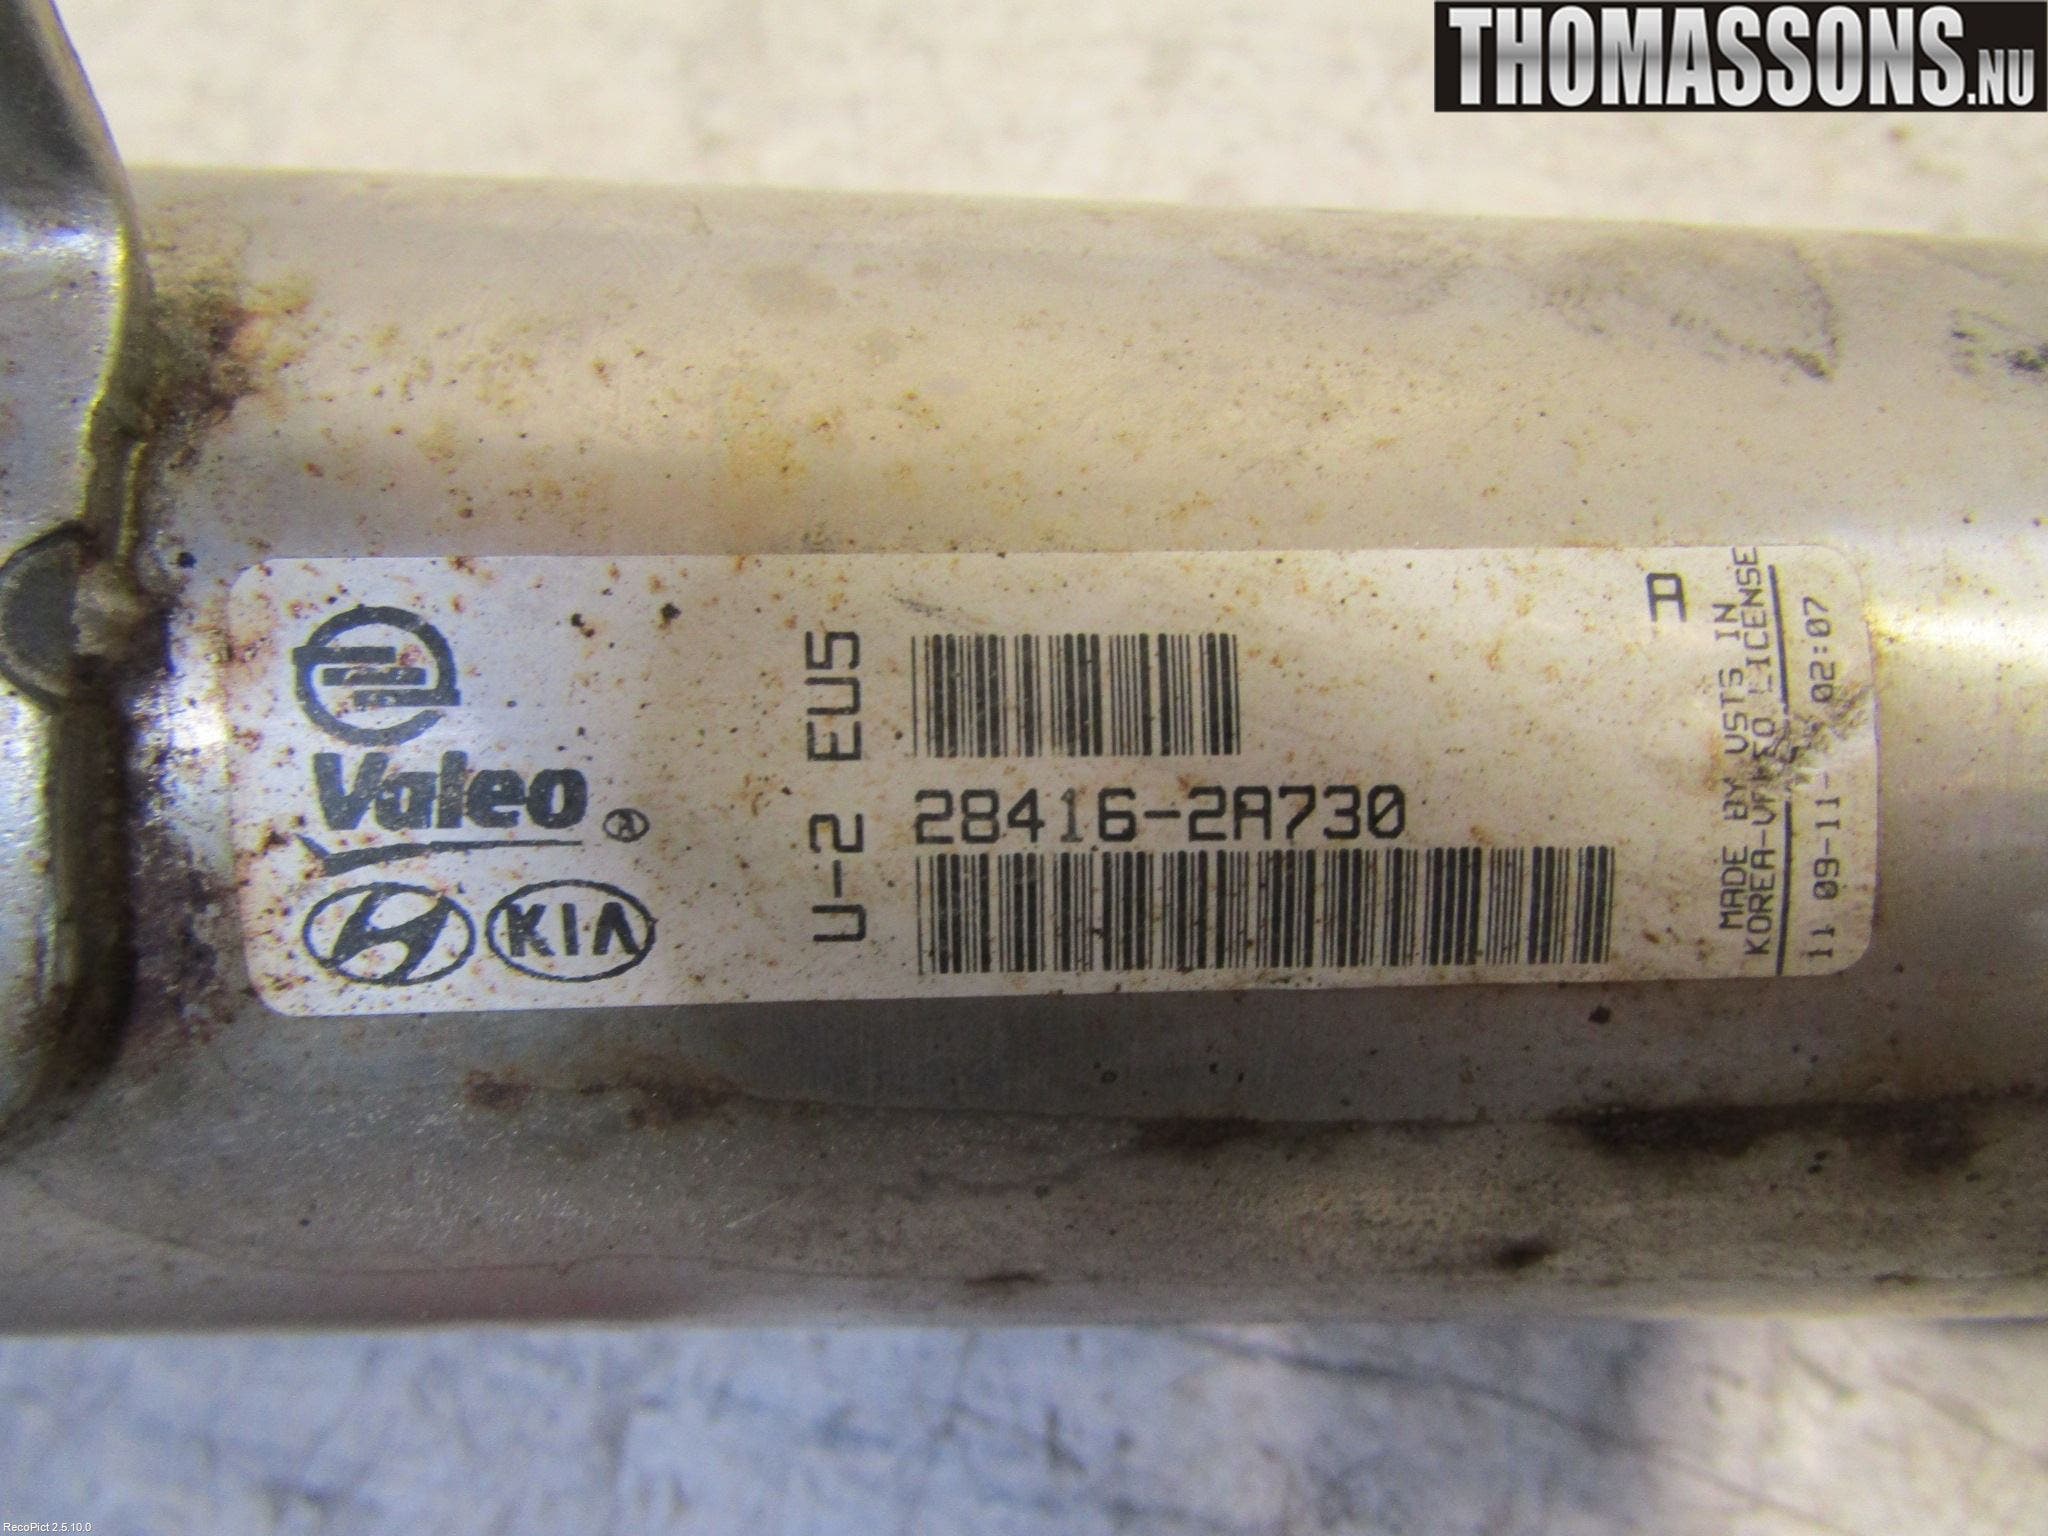 THOMASSONS.NU
Valeo
KIA
U-2 EU5
28416-2A730
A
MADE BY VSTS IN
KOREA- LICENSE
11 09-11- 02:07
RecoPict 2.5.10.0